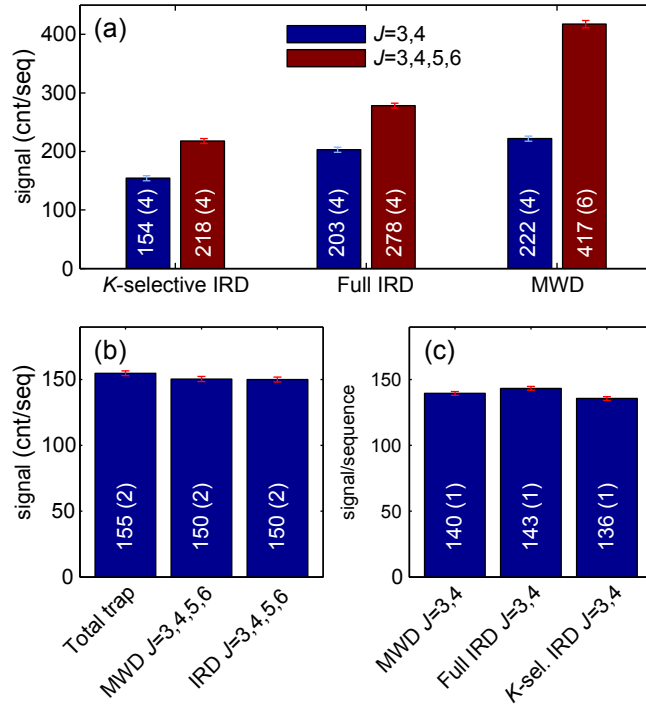 (a)
J=3,4
J=3,4,5,6
signal (cnt/seq)
400
300
200
100
0
154 (4)
218 (4)
203 (4)
278 (4)
222 (4)
417 (6)
K-selective IRD
Full IRD
MWD
(b)
signal (cnt/seq)
150
100
50
0
155 (2)
150 (2)
150 (2)
Total trap
MWD J=3,4,5,6
IRD J=3,4,5,6
(c)
signal/sequence
150
100
50
0
140 (1)
143 (1)
136 (1)
MWD J=3,4
Full IRD J=3,4
K-sel. IRD J=3,4